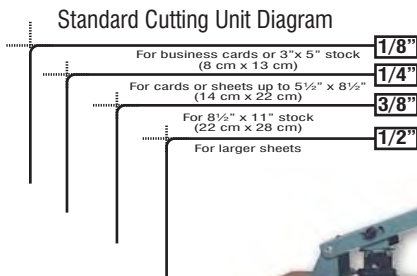 Standard Cutting Unit Diagram
1/8"
For business cards or 3"x 5" stock
(8 cm x 13 cm)
1/4"
For cards or sheets up to 5½" x 8½"
(14 cm x 22 cm)
3/8"
For 8½" x 11" stock
(22 cm x 28 cm)
1/2"
For larger sheets